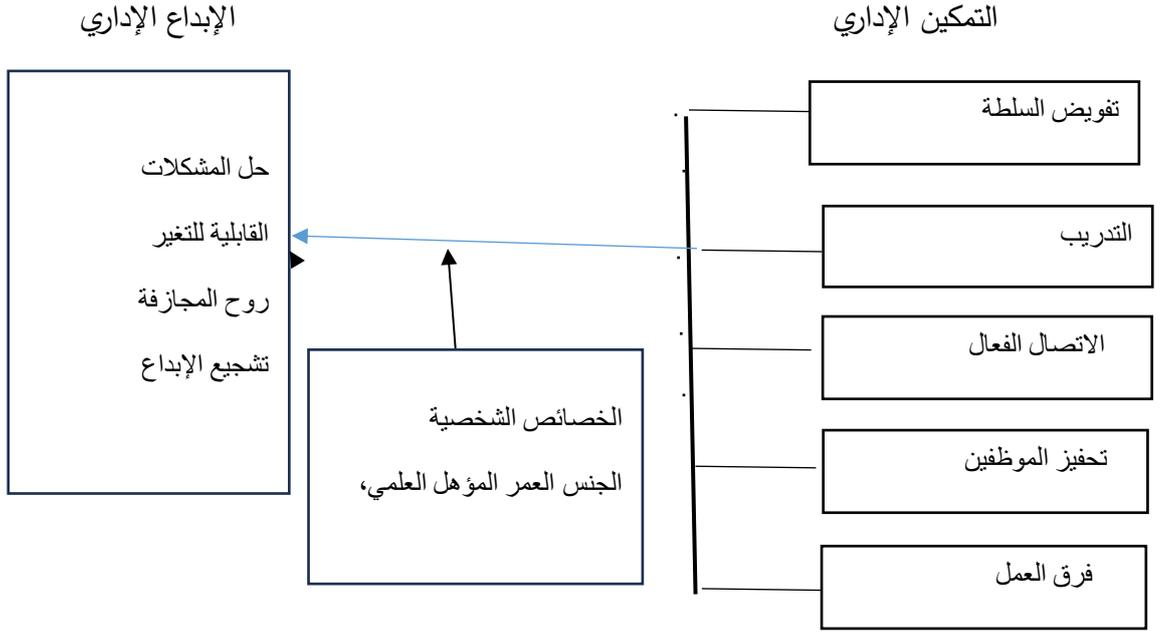 التمكين الإداري
الإبداع الإداري
تفويض السلطة
التدريب
الاتصال الفعال
تحفيز الموظفين
فرق العمل
الخصائص الشخصية
الجنس العمر المؤهل العلمي،
حل المشكلات
القابلية للتغير
روح المجازفة
تشجيع الإبداع